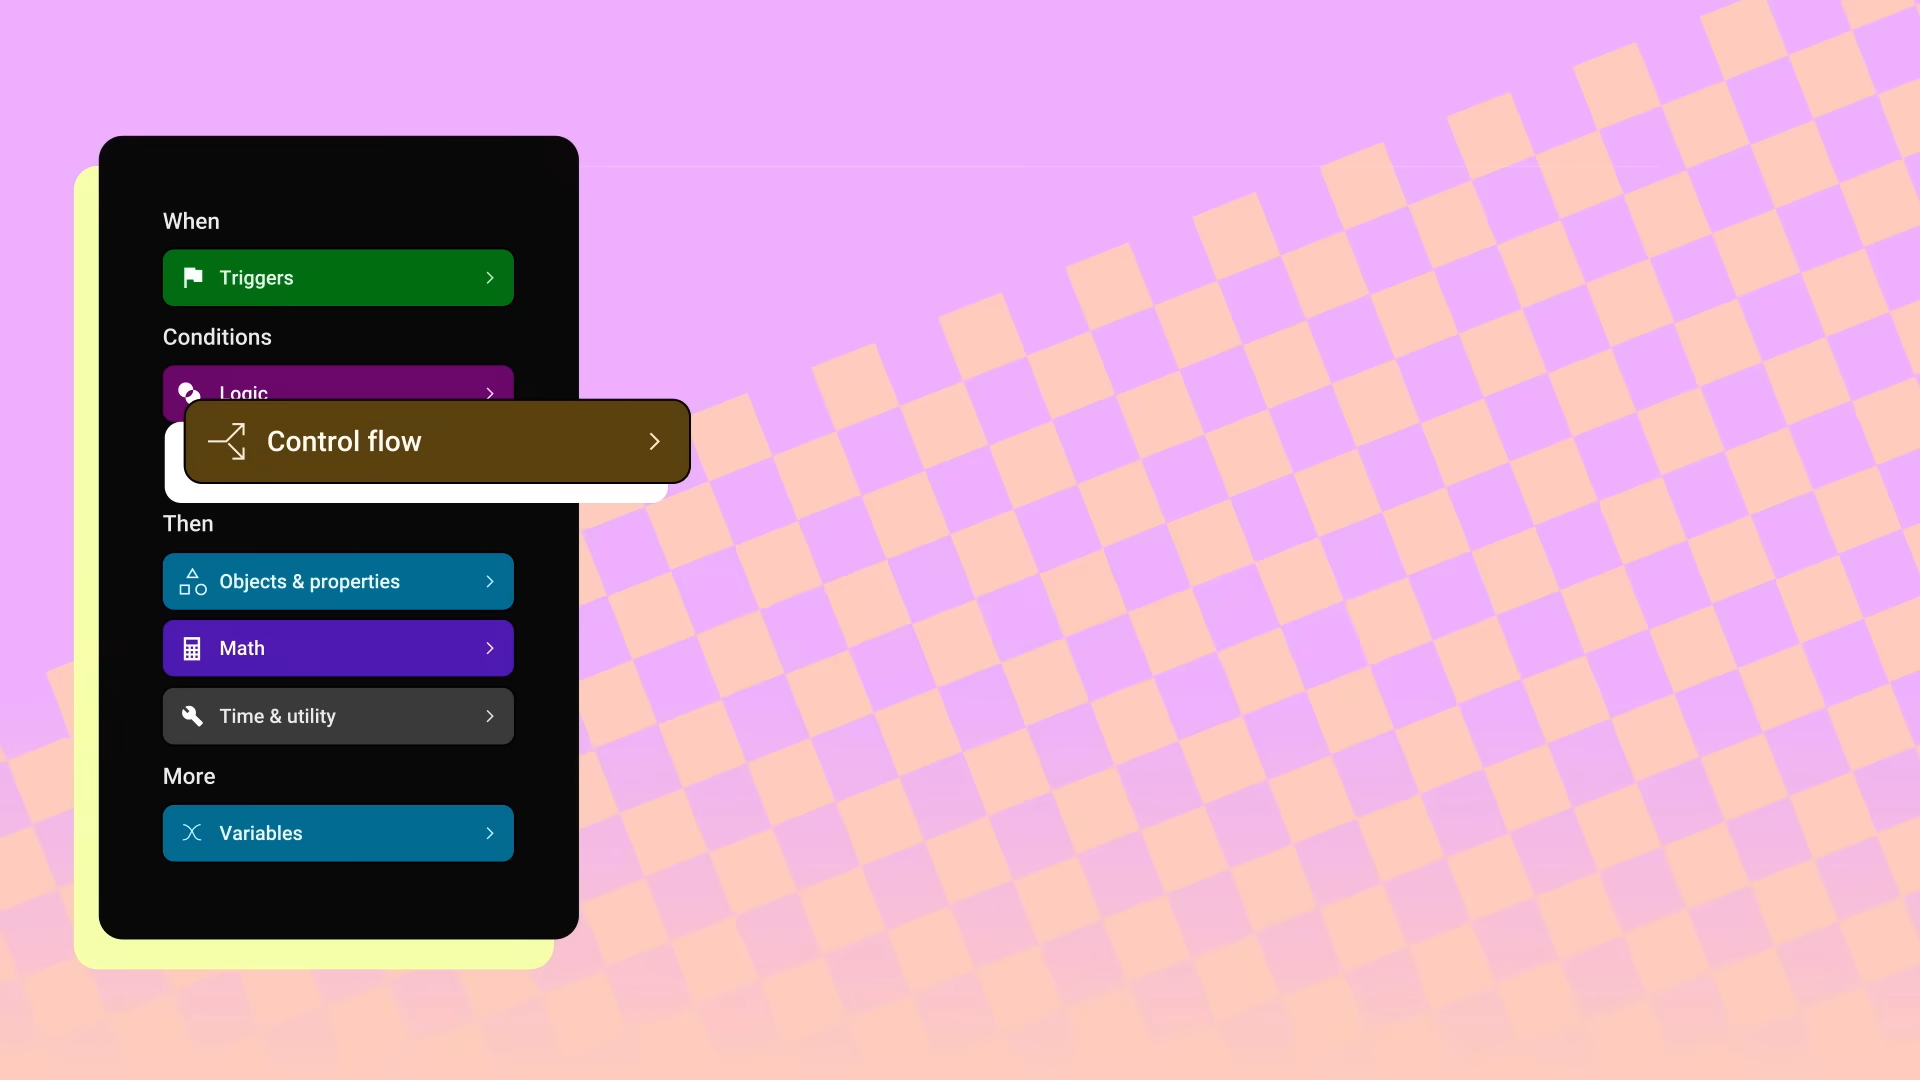 When
Triggers
Conditions
Logic
Control flow
Then
Objects & properties
Math
Time & utility
More
Variables